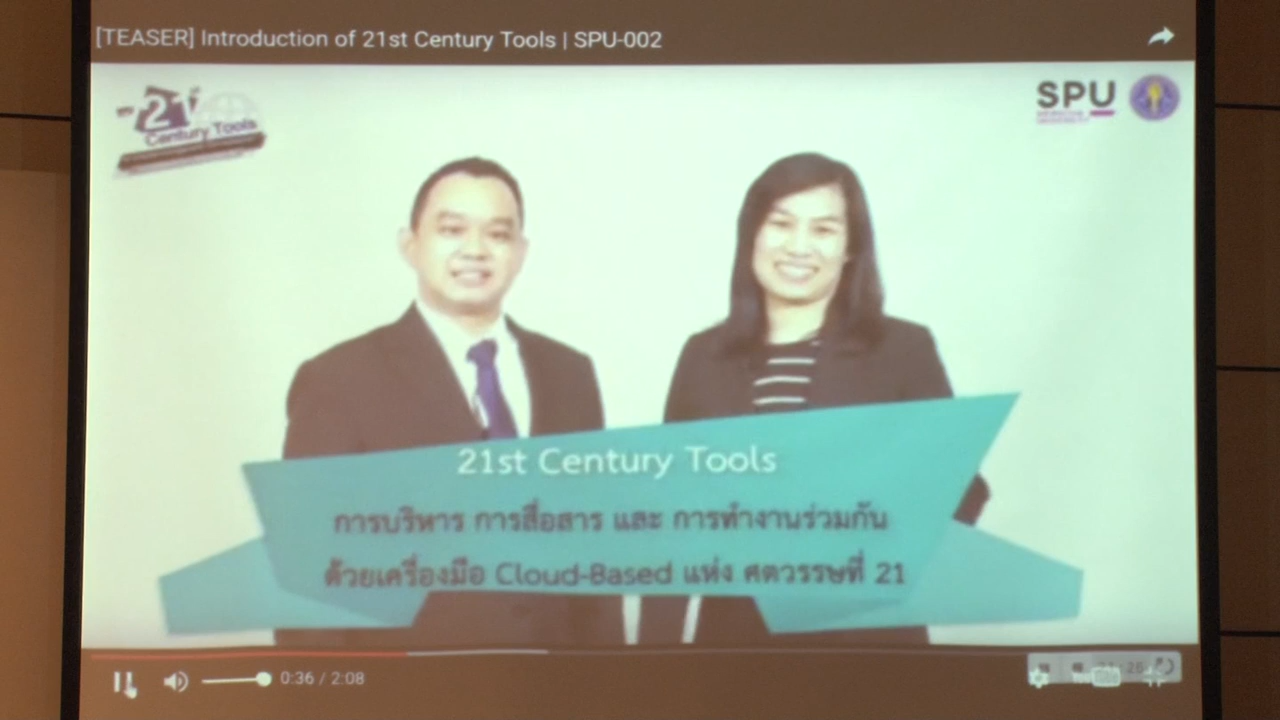 [TEASER] Introduction of 21st Century Tools | SPU-002
21
Century Tools
SPU
21st Century Tools
การบริหาร การสื่อสาร และ การทำงานร่วมกัน
ด้วยเครื่องมือ Cloud-Based แห่ง ศตวรรษที่ 21
0:36 / 2:08